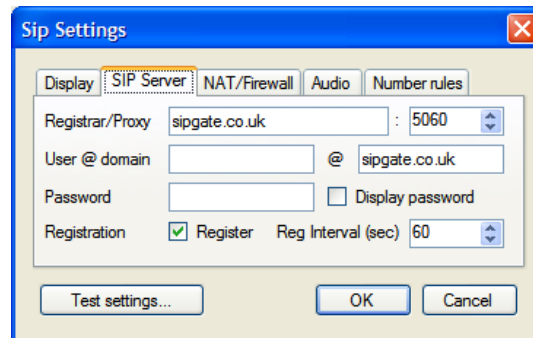 Sip Settings
Display SIP Server NAT/Firewall Audio Number rules
Registrar/Proxy sipgate.co.uk : 5060
User @ domain @ sipgate.co.uk
Password Display password
Registration Register Reg Interval (sec) 60
Test settings... OK Cancel